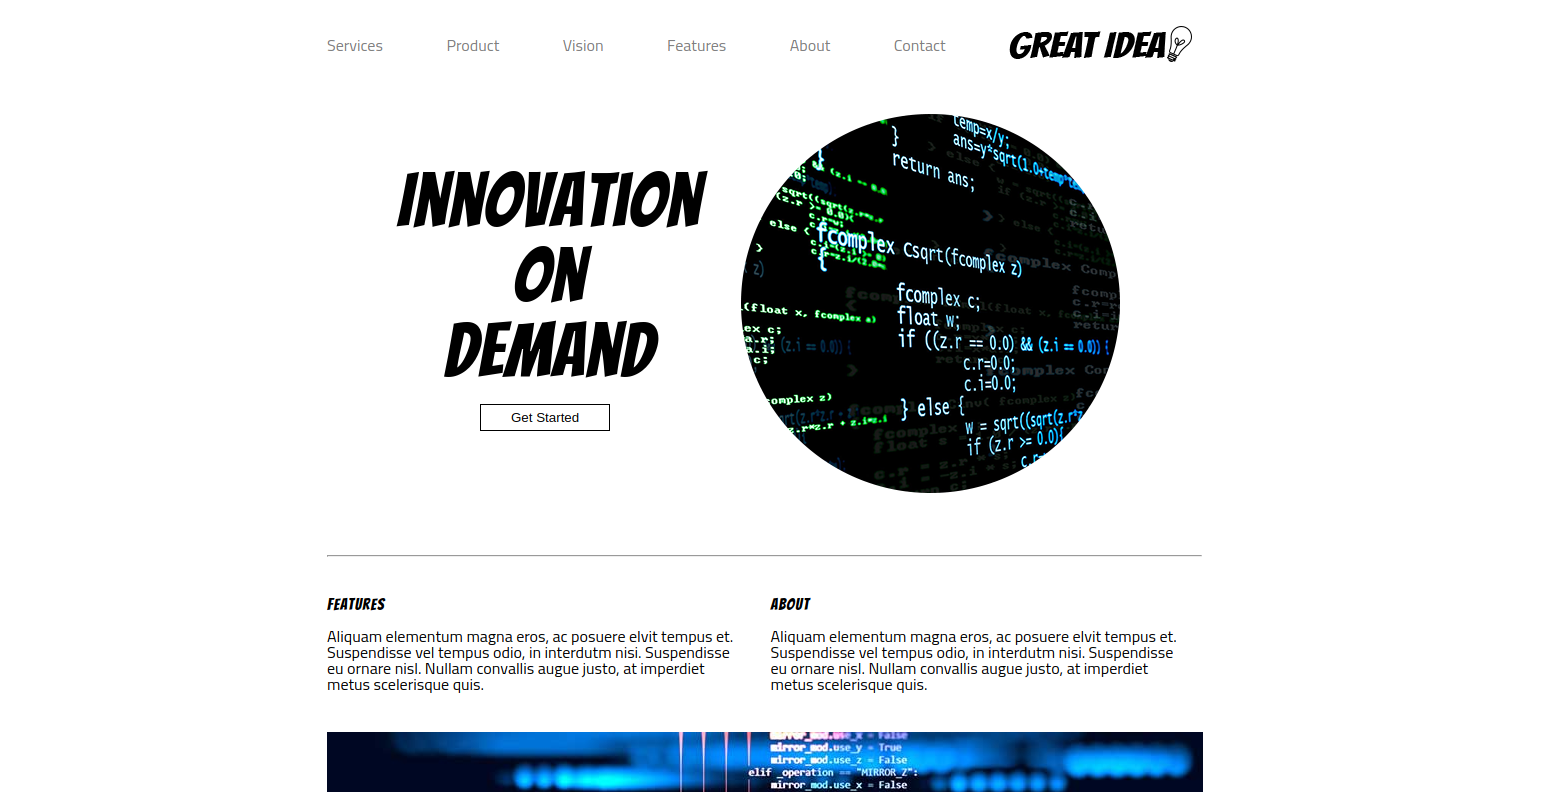 Services Product Vision Features About Contact GREAT IDEA
INNOVATION
ON
DEMAND
Get Started
temp=x/y;
ans=y*sqrt(1.0+temp*te
}
return ans;
fcomplex Csqrt(fcomplex z)
{
fcomplex c;
float w;
if ((z.r == 0.0) && (z.i == 0.0)) {
c.r=0.0;
c.i=0.0;
} else {
w = sqrt((sqrt(z.r*z
if (z.r >= 0.0){
else {
(float x, fcomplex a)
ex c;
a.r;
a.i;
c;
omplex z)
z.r*z.r + z.i*z.i
FEATURES
Aliquam elementum magna eros, ac posuere elvit tempus et.
Suspendisse vel tempus odio, in interdutm nisi. Suspendisse
eu ornare nisl. Nullam convallis augue justo, at imperdiet
metus scelerisque quis.
ABOUT
Aliquam elementum magna eros, ac posuere elvit tempus et.
Suspendisse vel tempus odio, in interdutm nisi. Suspendisse
eu ornare nisl. Nullam convallis augue justo, at imperdiet
metus scelerisque quis.
mirror_mod.use_x = False
mirror_mod.use_y = True
mirror_mod.use_z = False
elif _operation == "MIRROR_Z":
mirror_mod.use_x = False